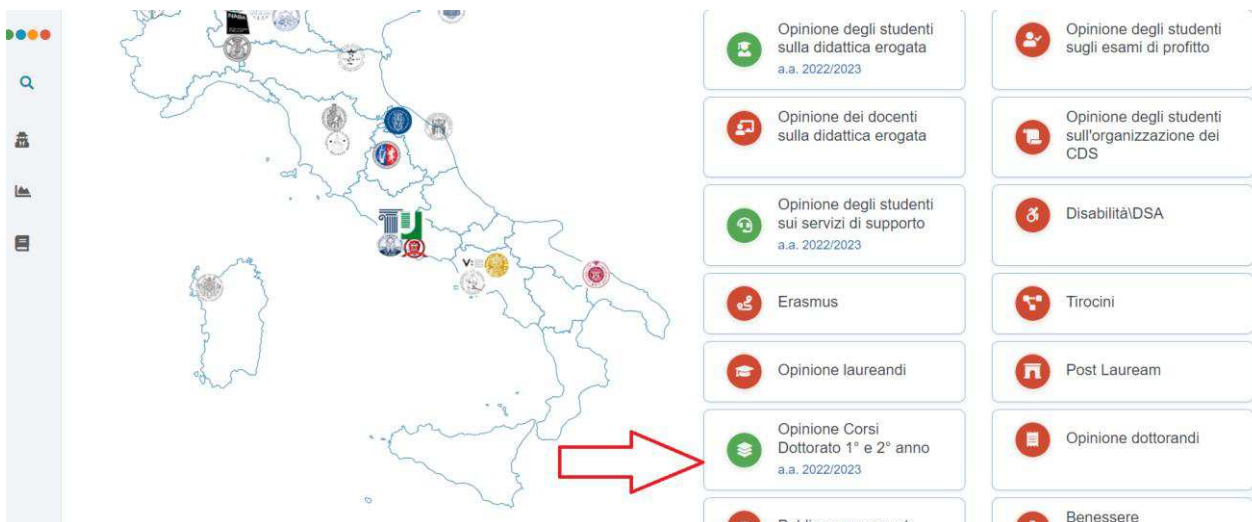 NABA
V:
Opinione degli studenti
sulla didattica erogata
a.a. 2022/2023
Opinione degli studenti
sugli esami di profitto
Opinione dei docenti
sulla didattica erogata
Opinione degli studenti
sull'organizzazione dei
CDS
Opinione degli studenti
sui servizi di supporto
a.a. 2022/2023
Disabilità\DSA
Erasmus
Tirocini
Opinione laureandi
Post Lauream
Opinione Corsi
Dottorato 1° e 2° anno
a.a. 2022/2023
Opinione dottorandi
Benessere